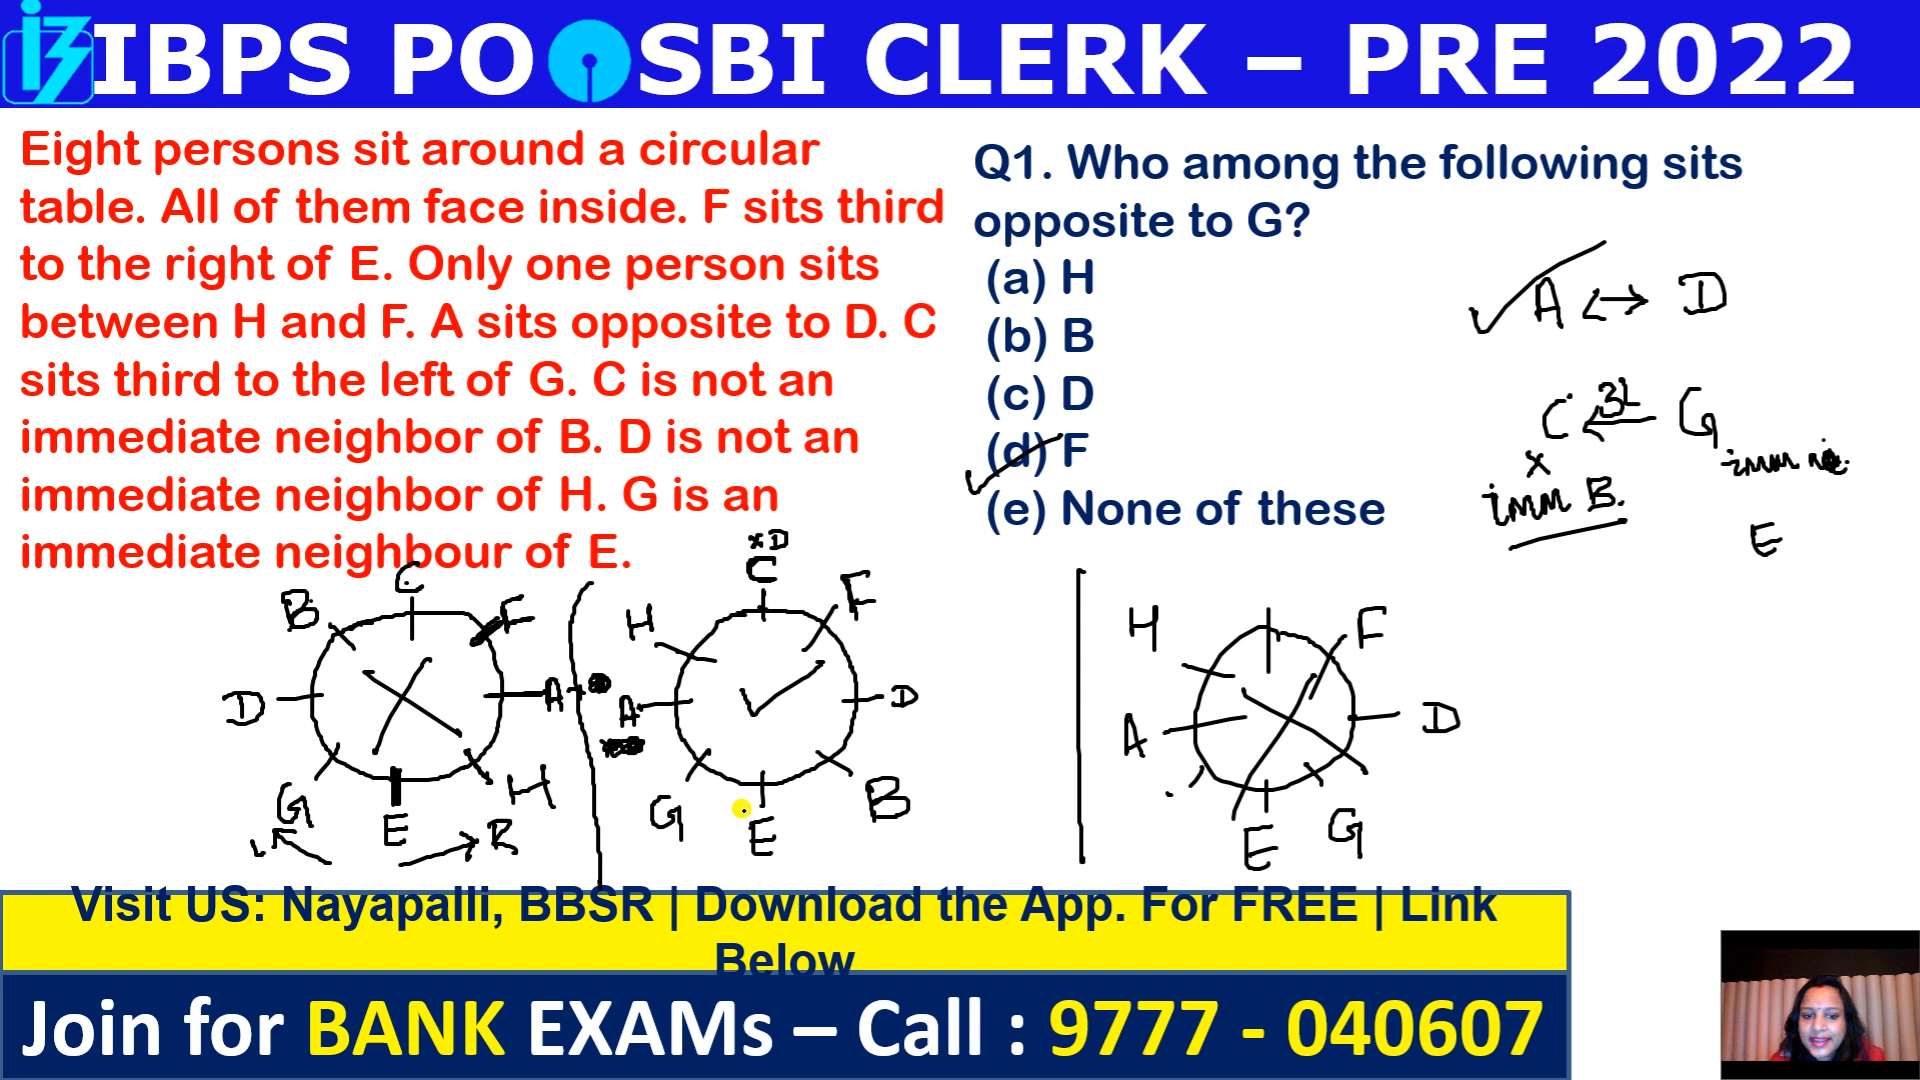 IBPS PO SBI CLERK – PRE 2022
Eight persons sit around a circular
table. All of them face inside. F sits third
to the right of E. Only one person sits
between H and F. A sits opposite to D. C
sits third to the left of G. C is not an
immediate neighbor of B. D is not an
immediate neighbor of H. G is an
immediate neighbour of E.
Q1. Who among the following sits
opposite to G?
(a) H
(b) B
(c) D
(d) F
(e) None of these
A ↔ D
C ← 3L G
x
imm B.
E
C
B F
D A
G H
E
R
x D
C
H F
A D
G B
E
H F
A D
E G
Visit US: Nayapalli, BBSR | Download the App. For FREE | Link
Below
Join for BANK EXAMs – Call : 9777 - 040607